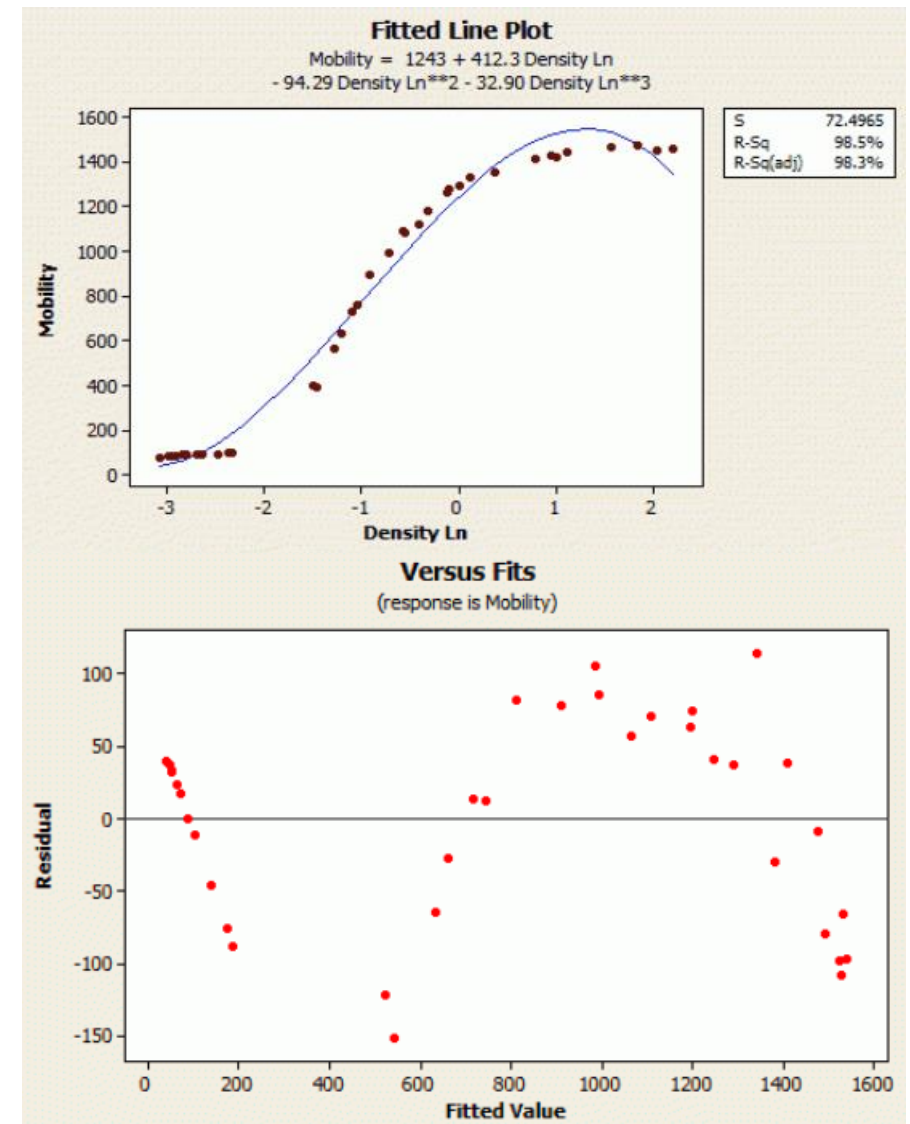 Fitted Line Plot
Mobility = 1243 + 412.3 Density Ln
- 94.29 Density Ln**2 - 32.90 Density Ln**3
S 72.4965
R-Sq 98.5%
R-Sq(adj) 98.3%
1600
1400
1200
1000
800
600
400
200
0
Mobility
-3 -2 -1 0 1 2
Density Ln
Versus Fits
(response is Mobility)
100
50
0
-50
-100
-150
Residual
0 200 400 600 800 1000 1200 1400 1600
Fitted Value